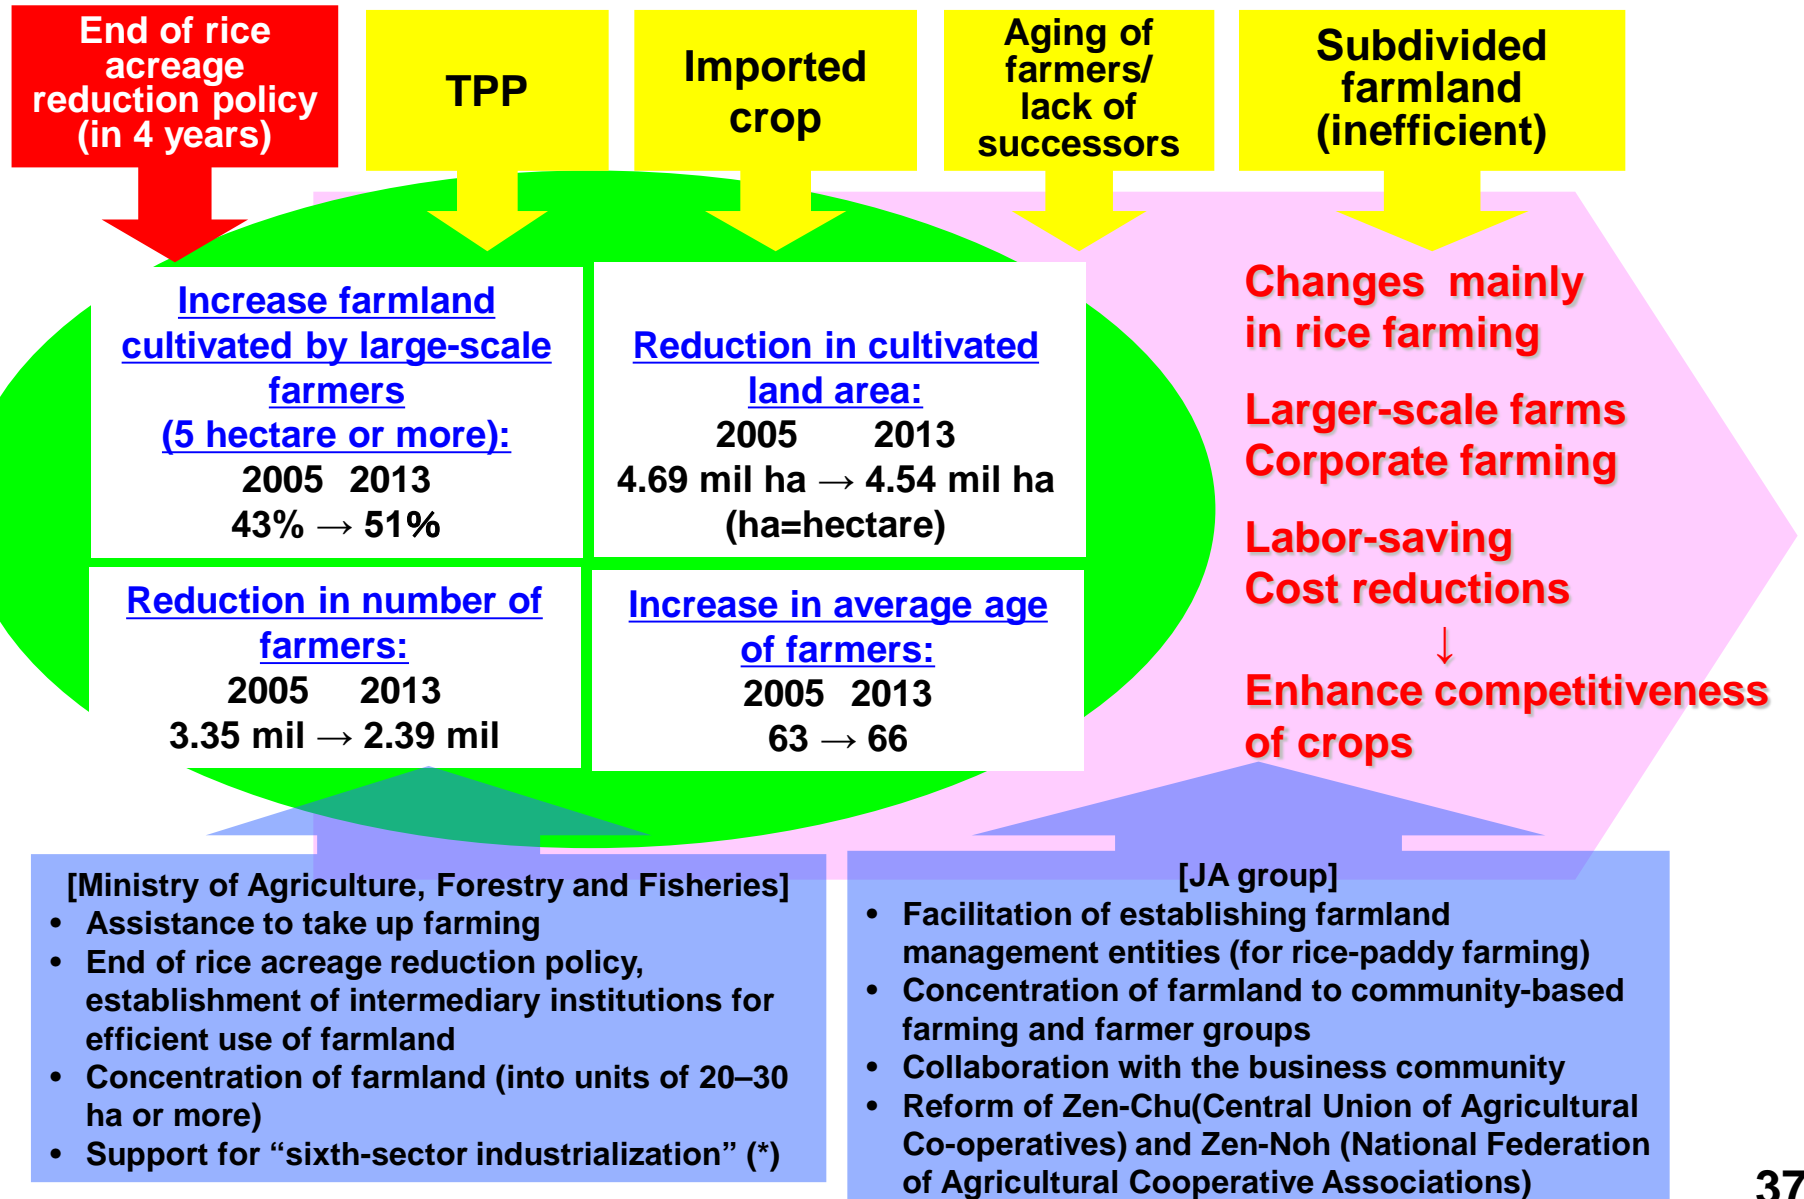 End of rice
acreage
reduction policy
(in 4 years)
TPP
Imported
crop
Aging of
farmers/
lack of
successors
Subdivided
farmland
(inefficient)
Increase farmland
cultivated by large-scale
farmers
(5 hectare or more):
2005 2013
43% → 51%
Reduction in cultivated
land area:
2005 2013
4.69 mil ha → 4.54 mil ha
(ha=hectare)
Reduction in number of
farmers:
2005 2013
3.35 mil → 2.39 mil
Increase in average age
of farmers:
2005 2013
63 → 66
Changes mainly
in rice farming
Larger-scale farms
Corporate farming
Labor-saving
Cost reductions
↓
Enhance competitiveness
of crops
[Ministry of Agriculture, Forestry and Fisheries]
• Assistance to take up farming
• End of rice acreage reduction policy,
establishment of intermediary institutions for
efficient use of farmland
• Concentration of farmland (into units of 20–30
ha or more)
• Support for “sixth-sector industrialization” (*)
[JA group]
• Facilitation of establishing farmland
management entities (for rice-paddy farming)
• Concentration of farmland to community-based
farming and farmer groups
• Collaboration with the business community
• Reform of Zen-Chu(Central Union of Agricultural
Co-operatives) and Zen-Noh (National Federation
of Agricultural Cooperative Associations)
37